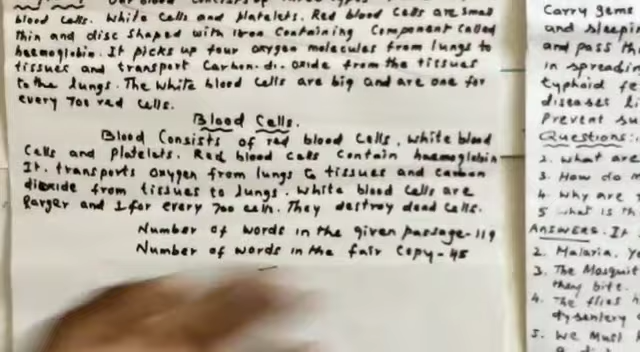 Our blood consists of three types
blood cells. White cells and platelets. Red blood cells are small
thin and disc shaped with iron containing component called
haemoglobin. It picks up four oxygen molecules from lungs to
tissues and transport Carbon-di-oxide from the tissues
to the lungs. The white blood cells are big and are one for
every 700 red cells.
Blood Cells.
Blood Consists of red blood cells, white blood
Cells and platelets. Red blood cells contain haemoglobin
It transports oxygen from lungs to tissues and carbon
dioxide from tissues to lungs. White blood cells are
larger and 1 for every 700 cells. They destroy dead cells.
Number of words in the given passage-119
Number of words in the fair copy-45
Carry germs
and sleepin
and pass th
in spreadin
typhoid fe
diseases li
Prevent su
Questions:
2. What are
3. How do m
4. Why are
5 what is th
Answers. It
2. Malaria. Ye
3. The Mosquit
they bite.
4. The flies h
dysentery
5. We Must